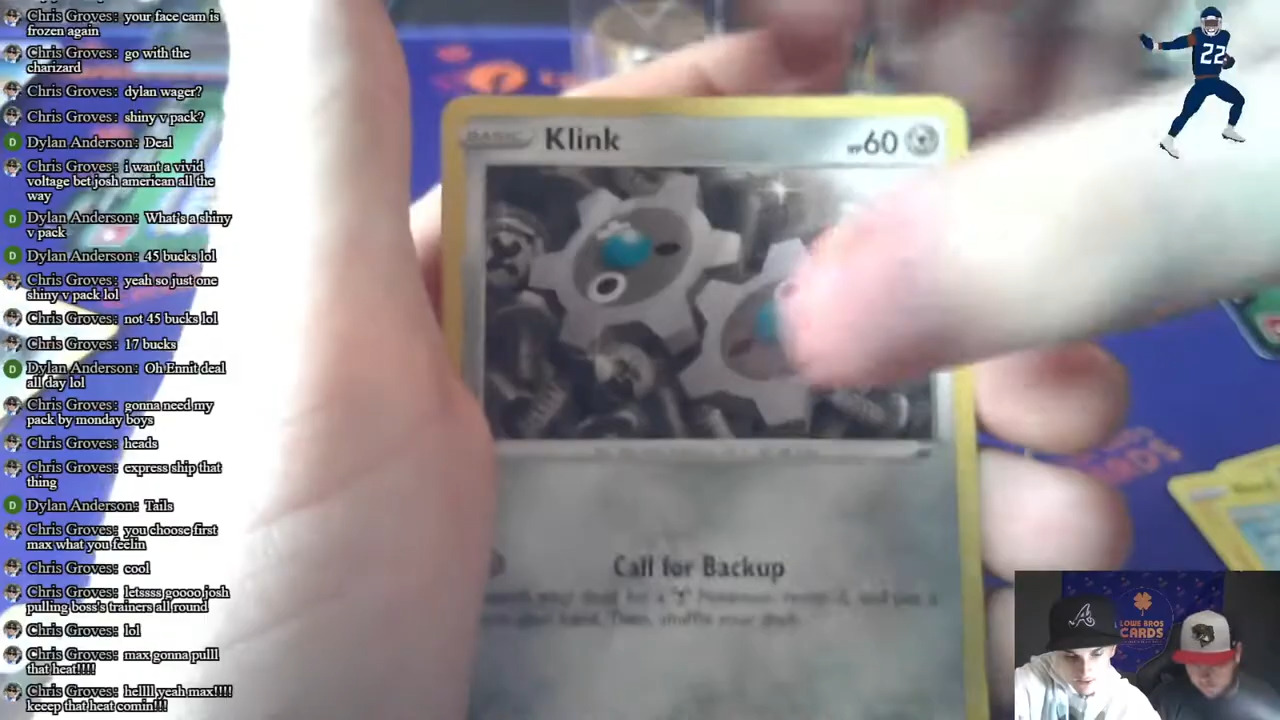 Chris Groves: your face cam is
frozen again
Chris Groves: go with the
charizard
Chris Groves: dylan wager?
Chris Groves: shiny v pack?
D Dylan Anderson: Deal
Chris Groves: i want a vivid
voltage bet josh american all the
way
D Dylan Anderson: What's a shiny
v pack
D Dylan Anderson: 45 bucks lol
Chris Groves: yeah so just one
shiny v pack lol
Chris Groves: not 45 bucks lol
Chris Groves: 17 bucks
D Dylan Anderson: Oh Ennit deal
all day lol
Chris Groves: gonna need my
pack by monday boys
Chris Groves: heads
Chris Groves: express ship that
thing
D Dylan Anderson: Tails
Chris Groves: you choose first
max what you feelin
Chris Groves: cool
Chris Groves: letssss goooo josh
pulling boss's trainers all round
Chris Groves: lol
Chris Groves: max gonna pulll
that heat!!!!
Chris Groves: hellll yeah max!!!!
keeep that heat comin!!!
BASIC Klink HP60
Call for Backup
22
CARDS
A
LOWE BROS
CARDS